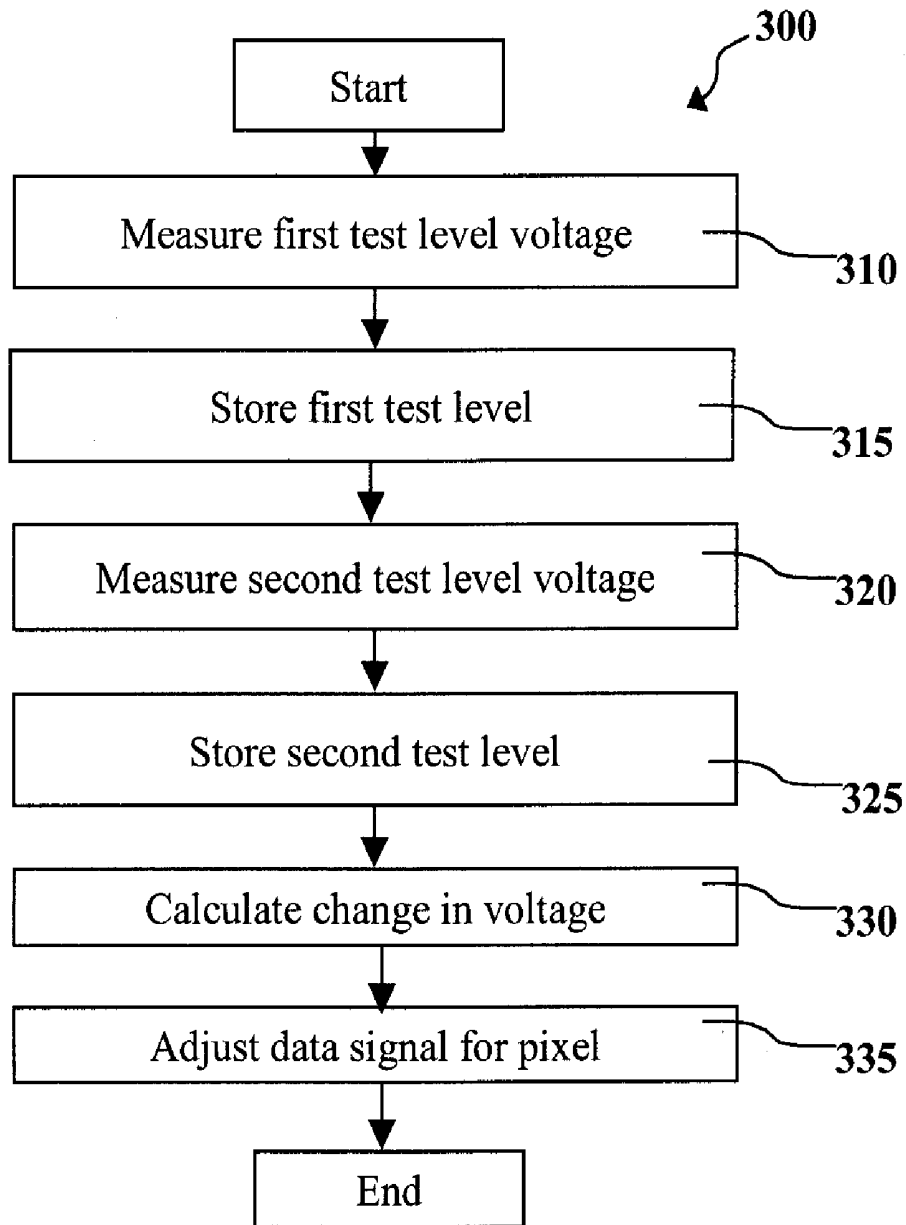 300
Start
Measure first test level voltage
310
Store first test level
315
Measure second test level voltage
320
Store second test level
325
Calculate change in voltage
330
Adjust data signal for pixel
335
End